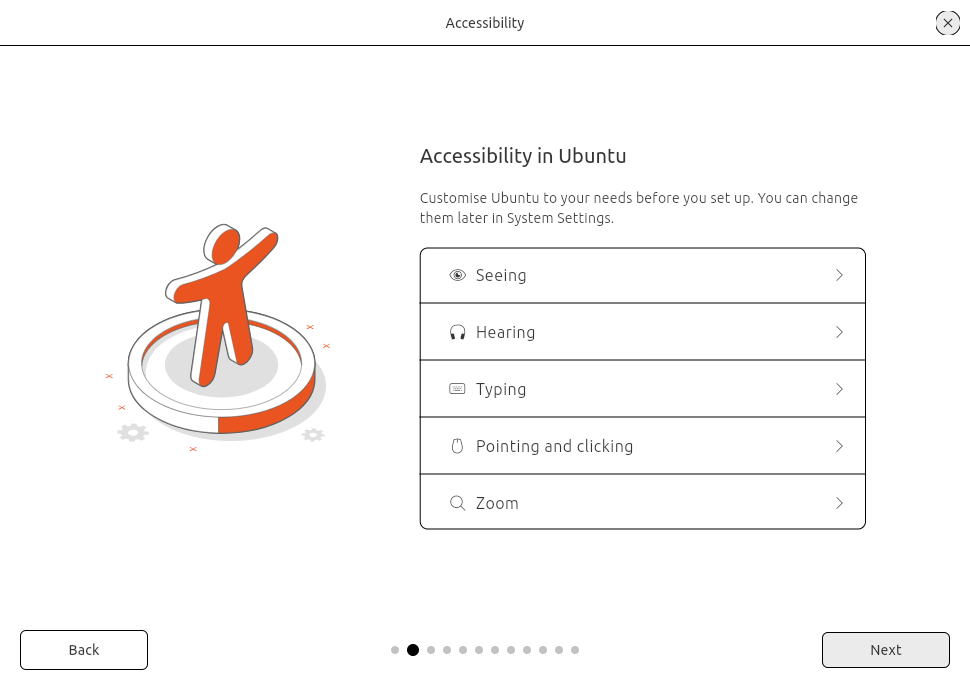 Accessibility
Accessibility in Ubuntu
Customise Ubuntu to your needs before you set up. You can change
them later in System Settings.
Seeing
Hearing
Typing
Pointing and clicking
Zoom
Back
Next